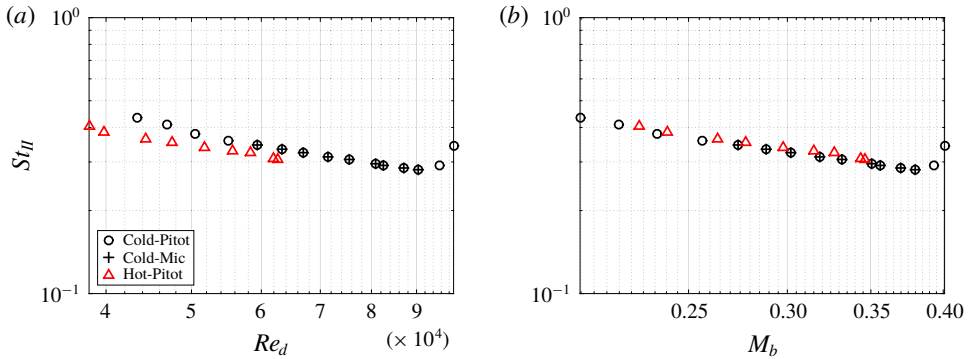 (a)
10^0
St_II
10^-1
Cold-Pitot
Cold-Mic
Hot-Pitot
4 5 6 7 8 9
Re_d (× 10^4)
(b)
10^0
10^-1
0.25 0.30 0.35 0.40
M_b